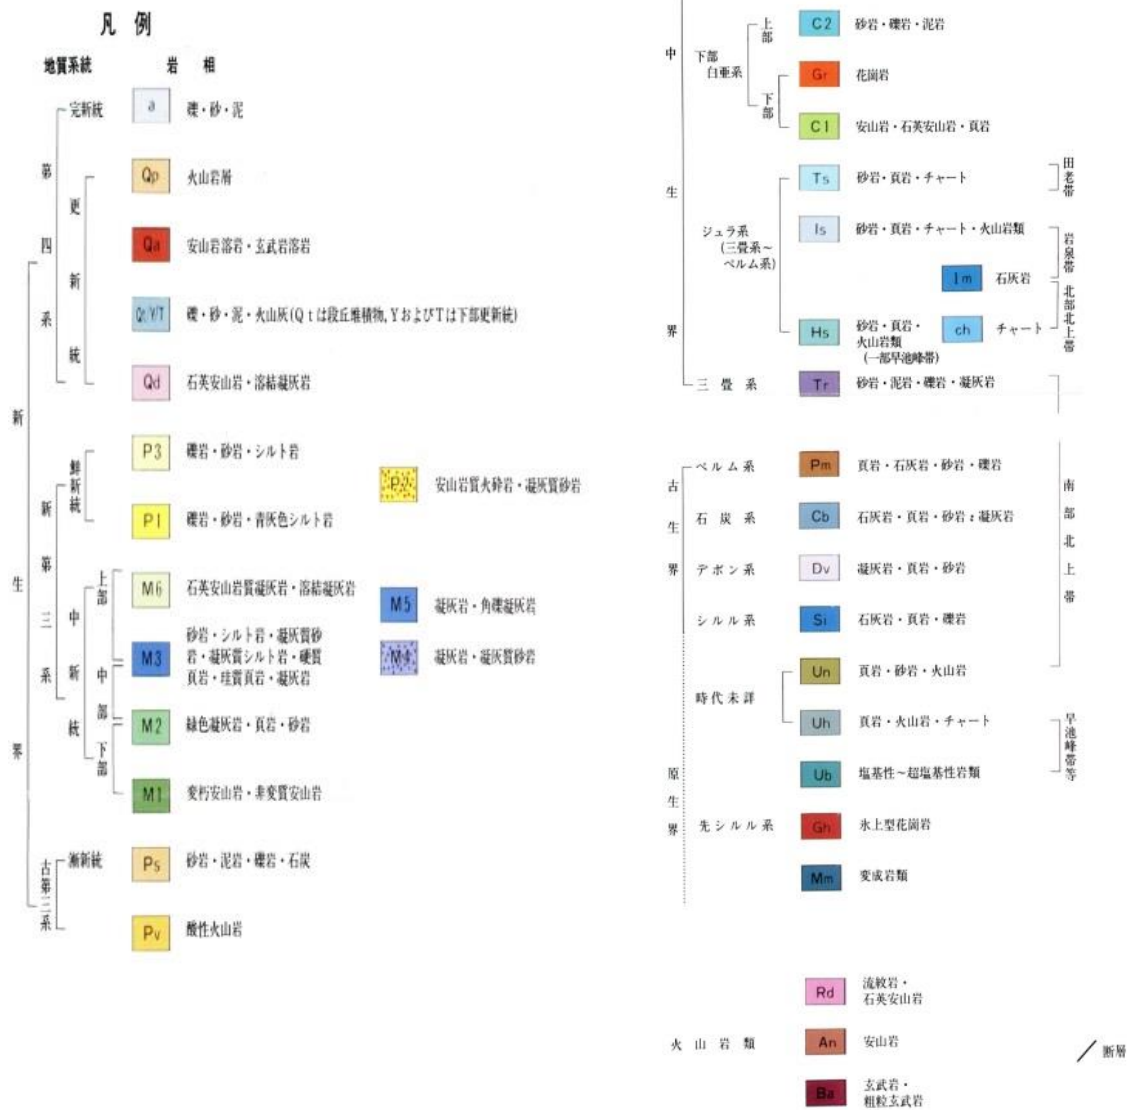 凡例
地質系統 岩相
新生界
第四系
完新統
a 礫・砂・泥
更新統
Qp 火山岩層
Qa 安山岩溶岩・玄武岩溶岩
Qt/Y/T 礫・砂・泥・火山灰(Qtは段丘堆積物,YおよびTは下部更新統)
Qd 石英安山岩・溶結凝灰岩
新第三系
鮮新統
P3 礫岩・砂岩・シルト岩
安山岩質火砕岩・凝灰質砂岩
P1 礫岩・砂岩・青灰色シルト岩
中新統
上部
M6 石英安山岩質凝灰岩・溶結凝灰岩
M5 凝灰岩・角礫凝灰岩
M3 砂岩・シルト岩・凝灰質砂
岩・凝灰質シルト岩・硬質
頁岩・珪質頁岩・凝灰岩
M4 凝灰岩・凝灰質砂岩
中部
M2 緑色凝灰岩・頁岩・砂岩
下部
M1 変朽安山岩・非変質安山岩
古第三系
漸新統
Ps 砂岩・泥岩・礫岩・石炭
Pv 酸性火山岩
中生界
下部
白亜系
上部
C2 砂岩・礫岩・泥岩
下部
Gr 花崗岩
C1 安山岩・石英安山岩・頁岩
ジュラ系
(三畳系~
ペルム系)
Ts 砂岩・頁岩・チャート
田老帯
Is 砂岩・頁岩・チャート・火山岩類
岩泉帯
Im 石灰岩
Hs 砂岩・頁岩・
火山岩類
(一部早池峰帯)
ch チャート
北部北上帯
三畳系
Tr 砂岩・泥岩・礫岩・凝灰岩
古生界
ペルム系
Pm 頁岩・石灰岩・砂岩・礫岩
石炭系
Cb 石灰岩・頁岩・砂岩:凝灰岩
デボン系
Dv 凝灰岩・頁岩・砂岩
シルル系
Si 石灰岩・頁岩・礫岩
南部北上帯
時代未詳
Un 頁岩・砂岩・火山岩
Uh 頁岩・火山岩・チャート
Ub 塩基性~超塩基性岩類
早池峰帯等
原生界
先シルル系
Gh 氷上型花崗岩
Mm 変成岩類
火山岩類
Rd 流紋岩・
石英安山岩
An 安山岩
Ba 玄武岩・
粗粒玄武岩
断層